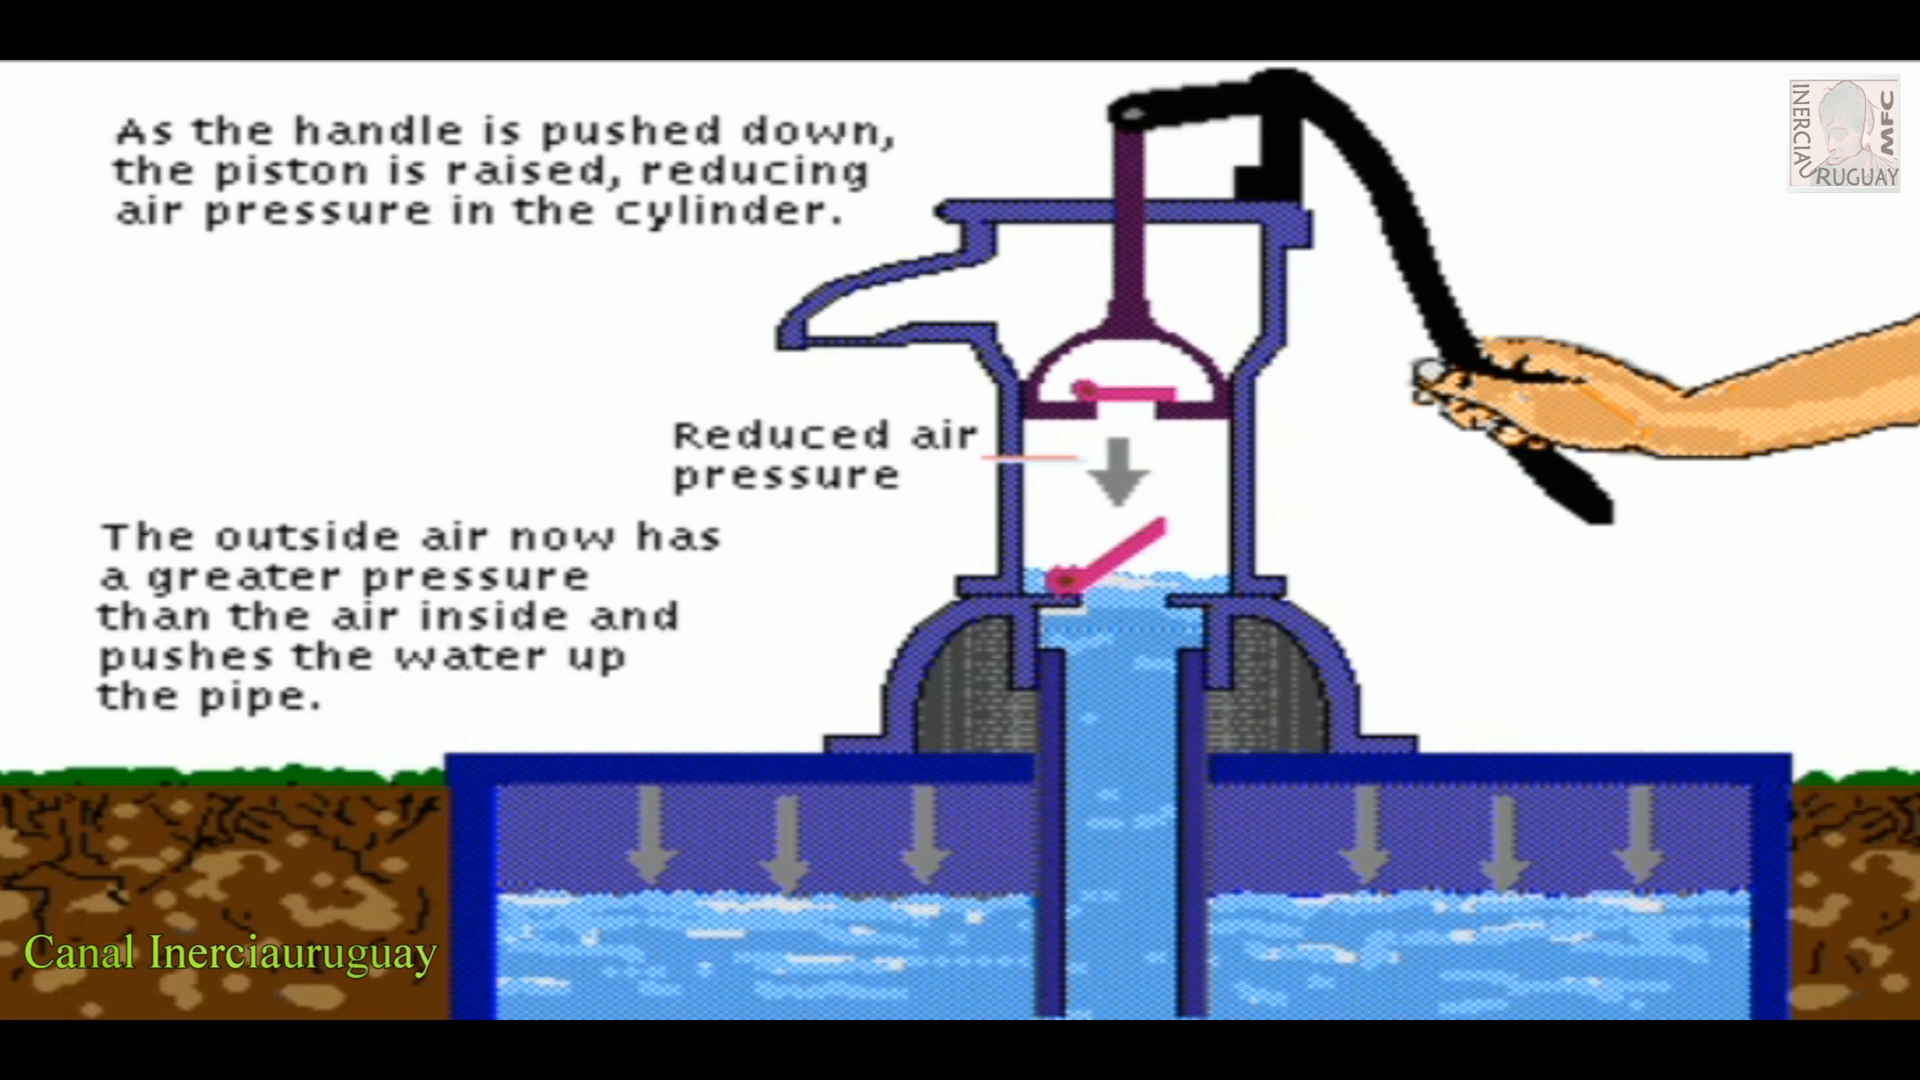 As the handle is pushed down,
the piston is raised, reducing
air pressure in the cylinder.
INERCIAU
RUGUAY
MFC
Reduced air
pressure
The outside air now has
a greater pressure
than the air inside and
pushes the water up
the pipe.
Canal Inerciauruguay